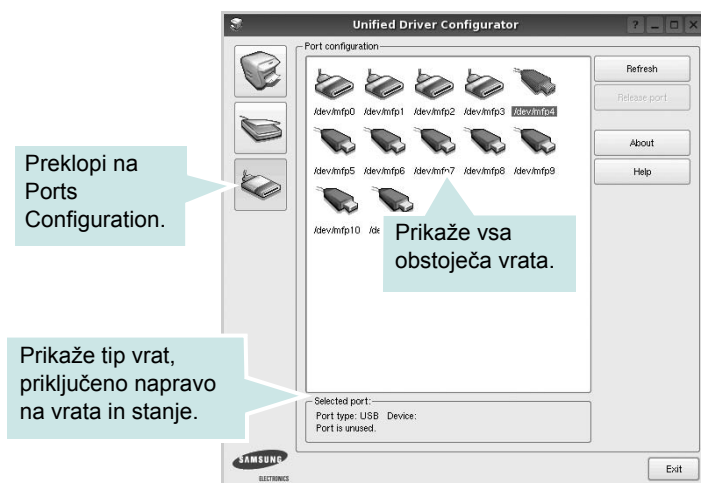 Unified Driver Configurator
Port configuration
/dev/mfp0 /dev/mfp1 /dev/mfp2 /dev/mfp3 /dev/mfp4
/dev/mfp5 /dev/mfp6 /dev/mfp7 /dev/mfp8 /dev/mfp9
/dev/mfp10
Refresh
Release port
About
Help
Preklopi na
Ports
Configuration.
Prikaže vsa
obstoječa vrata.
Prikaže tip vrat,
priključeno napravo
na vrata in stanje.
Selected port:
Port type: USB Device:
Port is unused.
SAMSUNG
ELECTRONICS
Exit